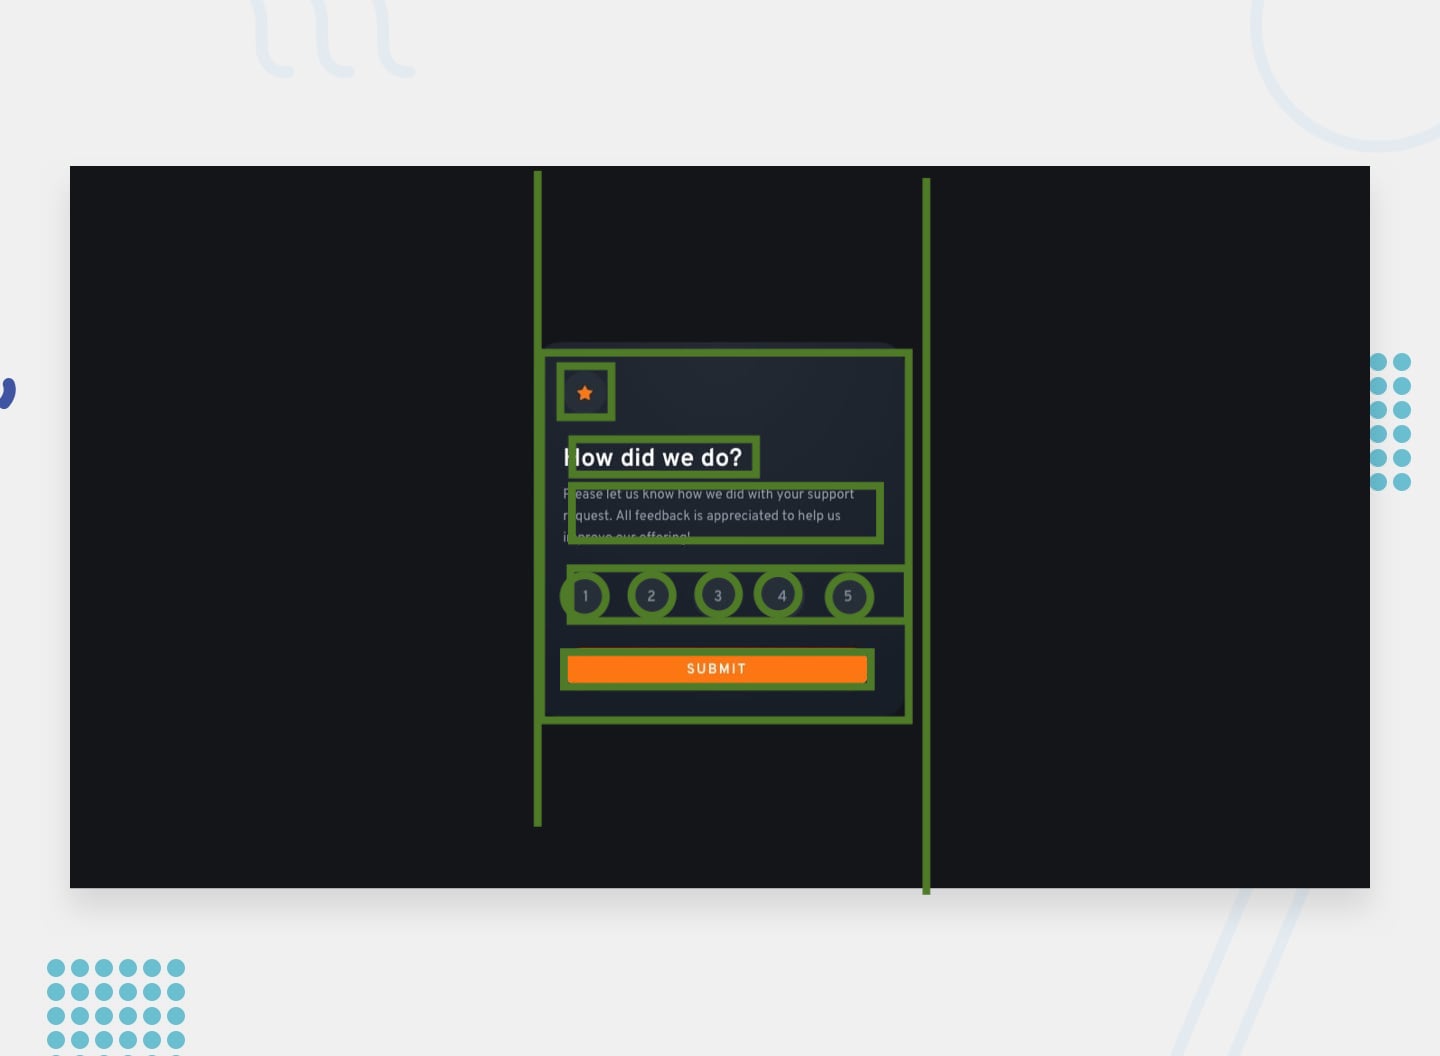 How did we do?
Please let us know how we did with your support
request. All feedback is appreciated to help us
improve our offering!
1 2 3 4 5
SUBMIT